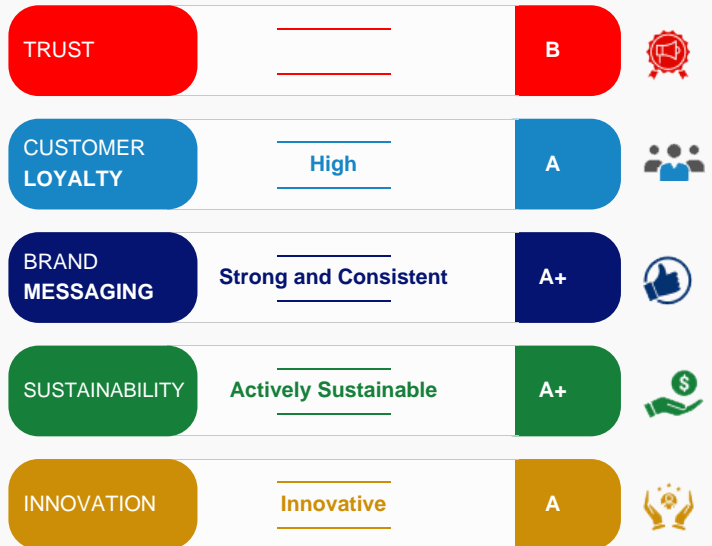 TRUST
B
CUSTOMER
LOYALTY
High
A
BRAND
MESSAGING
Strong and Consistent
A+
SUSTAINABILITY
Actively Sustainable
A+
$
INNOVATION
Innovative
A